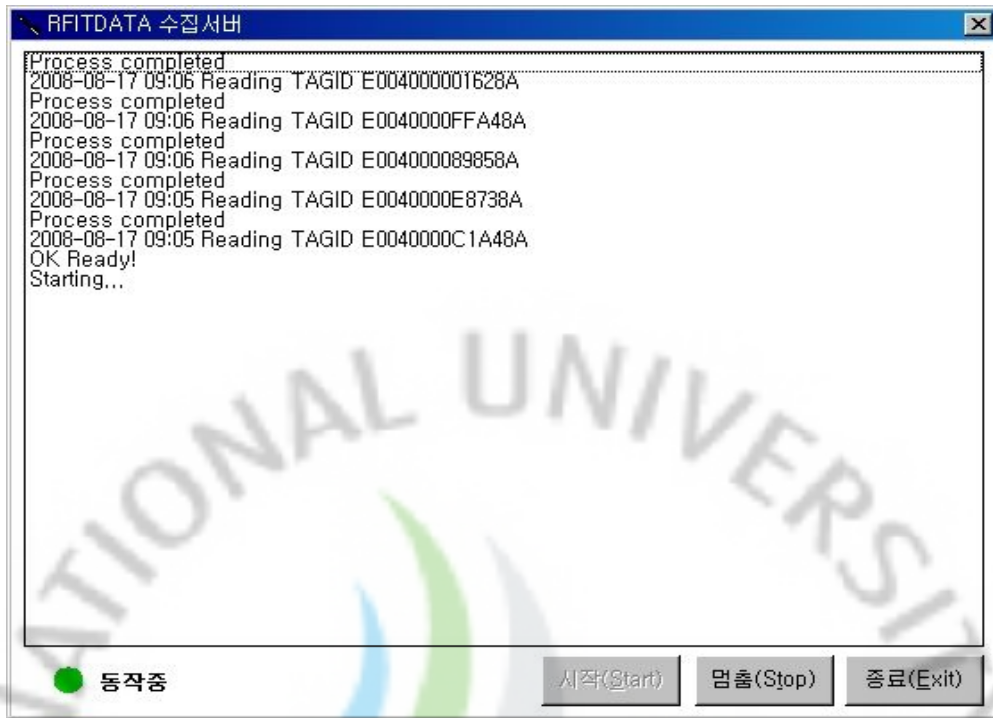 RFITDATA 수집서버
Process completed
2008-08-17 09:06 Reading TAGID E004000001628A
Process completed
2008-08-17 09:06 Reading TAGID E0040000FFA48A
Process completed
2008-08-17 09:06 Reading TAGID E004000089858A
Process completed
2008-08-17 09:05 Reading TAGID E0040000E8738A
Process completed
2008-08-17 09:05 Reading TAGID E0040000C1A48A
OK Ready!
Starting...
NATIONAL UNIVERSIT
동작중
시작(Start)
멈춤(Stop)
종료(Exit)